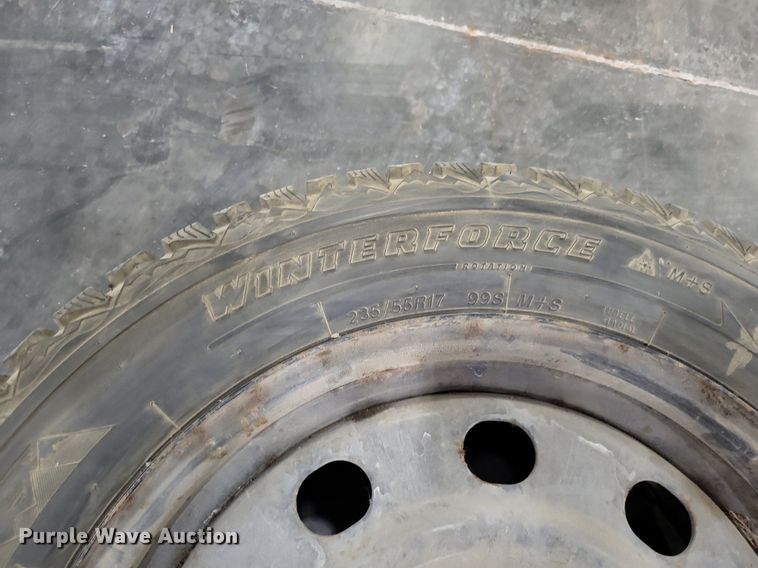 WINTERFORCE
(ROTATION)
M+S
235/55R17 99S M+S
Purple Wave Auction